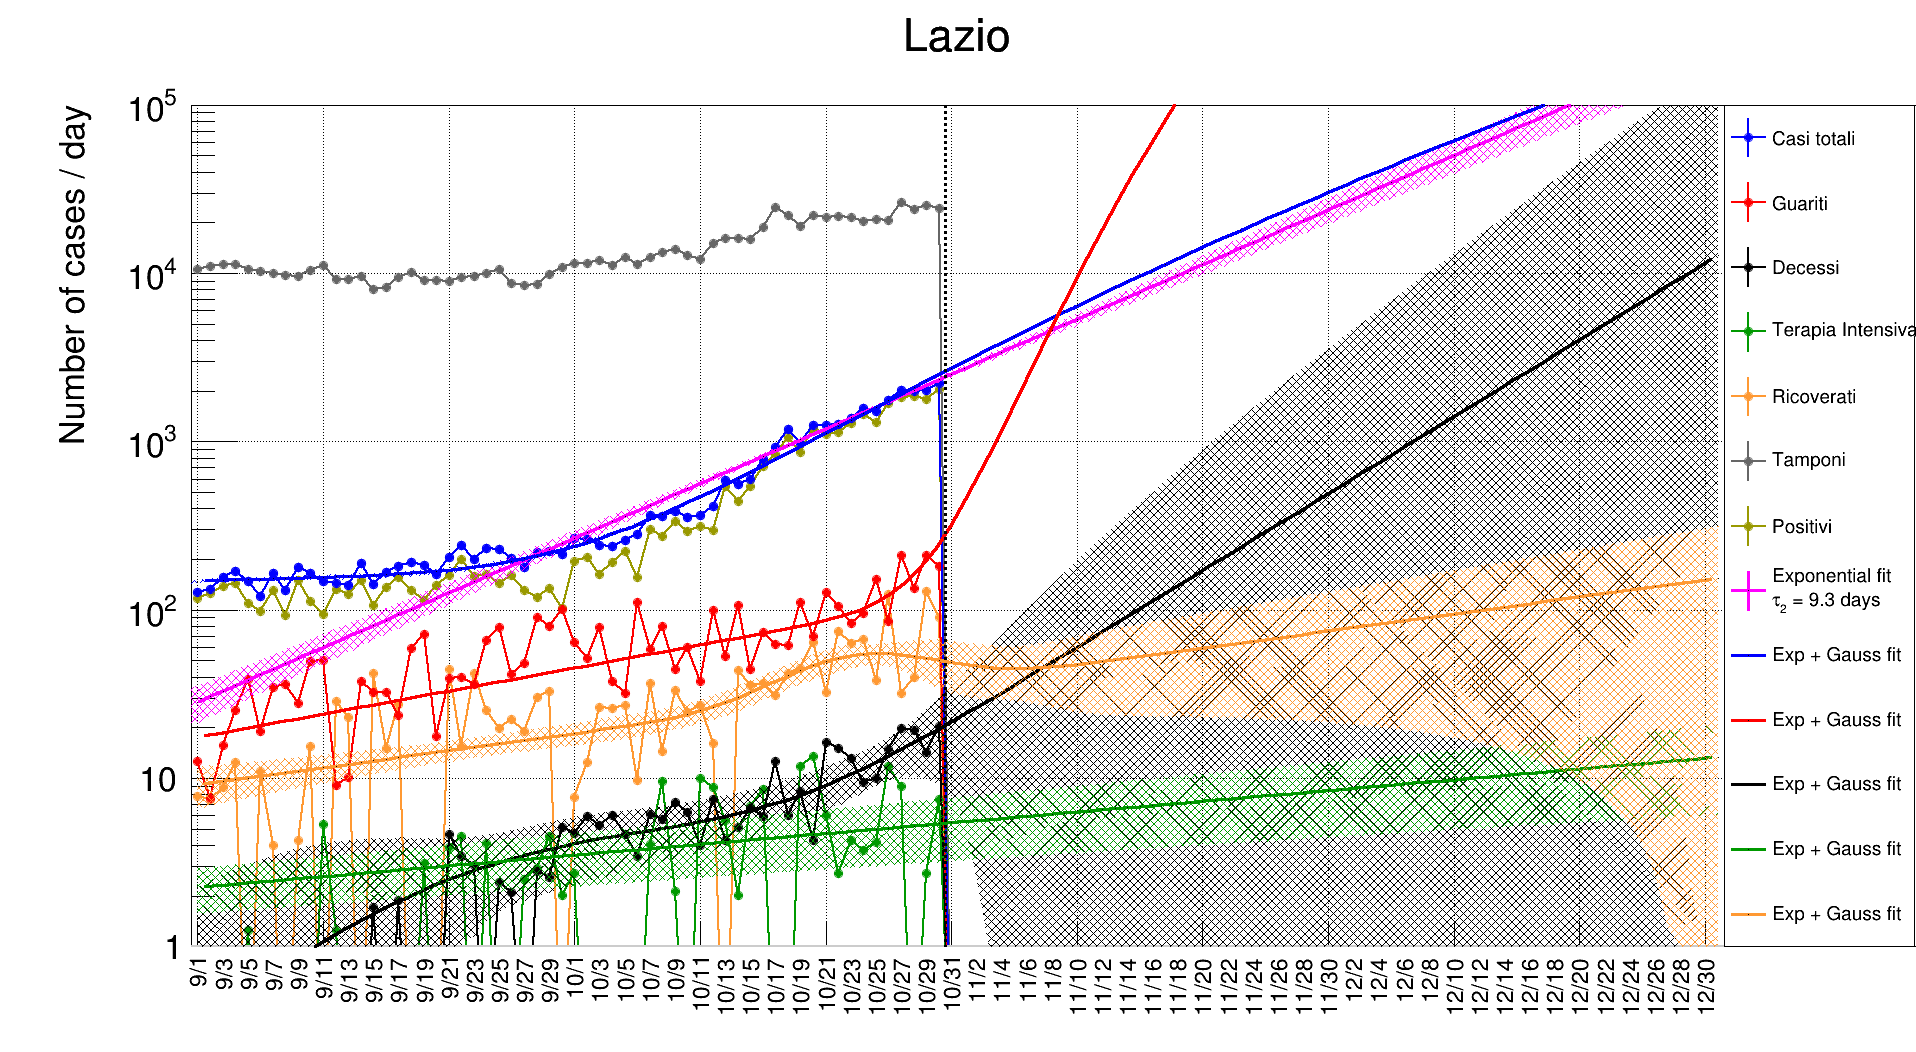 Lazio
Number of cases / day
10^5
10^4
10^3
10^2
10
1
9/1 9/3 9/5 9/7 9/9 9/11 9/13 9/15 9/17 9/19 9/21 9/23 9/25 9/27 9/29 10/1 10/3 10/5 10/7 10/9 10/11 10/13 10/15 10/17 10/19 10/21 10/23 10/25 10/27 10/29 10/31 11/2 11/4 11/6 11/8 11/10 11/12 11/14 11/16 11/18 11/20 11/22 11/24 11/26 11/28 11/30 12/2 12/4 12/6 12/8 12/10 12/12 12/14 12/16 12/18 12/20 12/22 12/24 12/26 12/28 12/30
Casi totali
Guariti
Decessi
Terapia Intensiva
Ricoverati
Tamponi
Positivi
Exponential fit
τ₂ = 9.3 days
Exp + Gauss fit
Exp + Gauss fit
Exp + Gauss fit
Exp + Gauss fit
Exp + Gauss fit